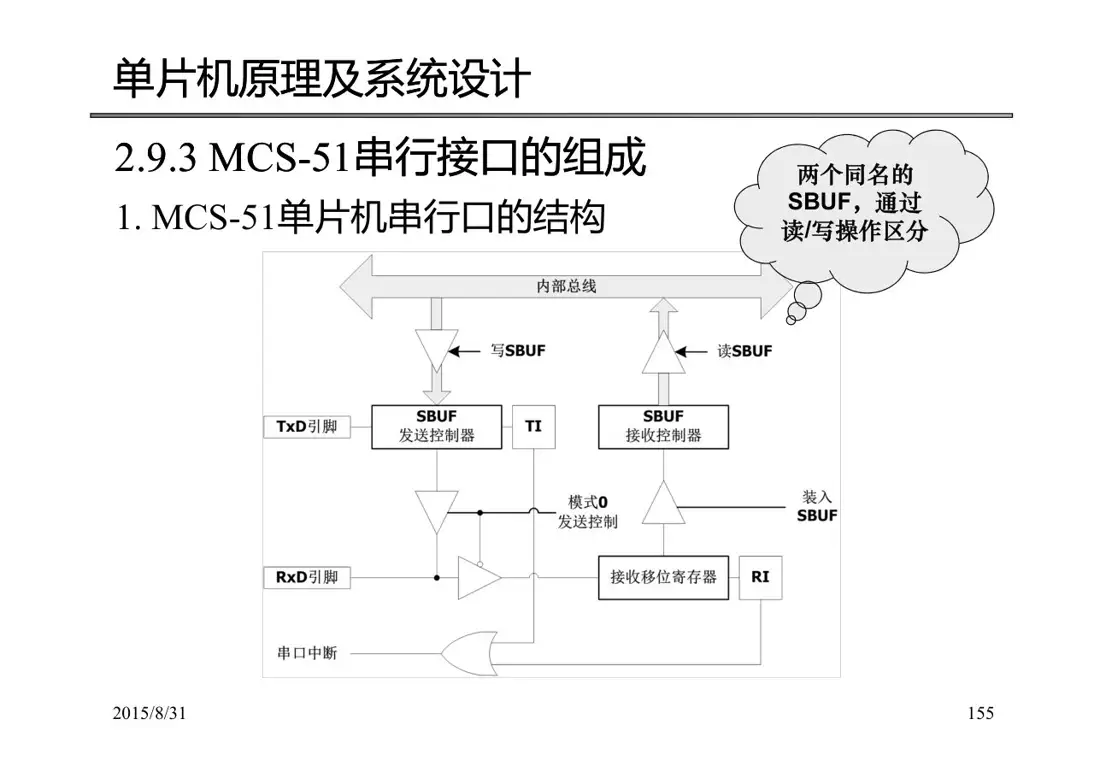 单片机原理及系统设计
2.9.3 MCS-51串行接口的组成
1. MCS-51单片机串行口的结构
两个同名的
SBUF，通过
读/写操作区分
内部总线
写SBUF
读SBUF
TxD引脚
SBUF
发送控制器
TI
SBUF
接收控制器
模式0
发送控制
装入
SBUF
RxD引脚
接收移位寄存器
RI
串口中断
2015/8/31
155